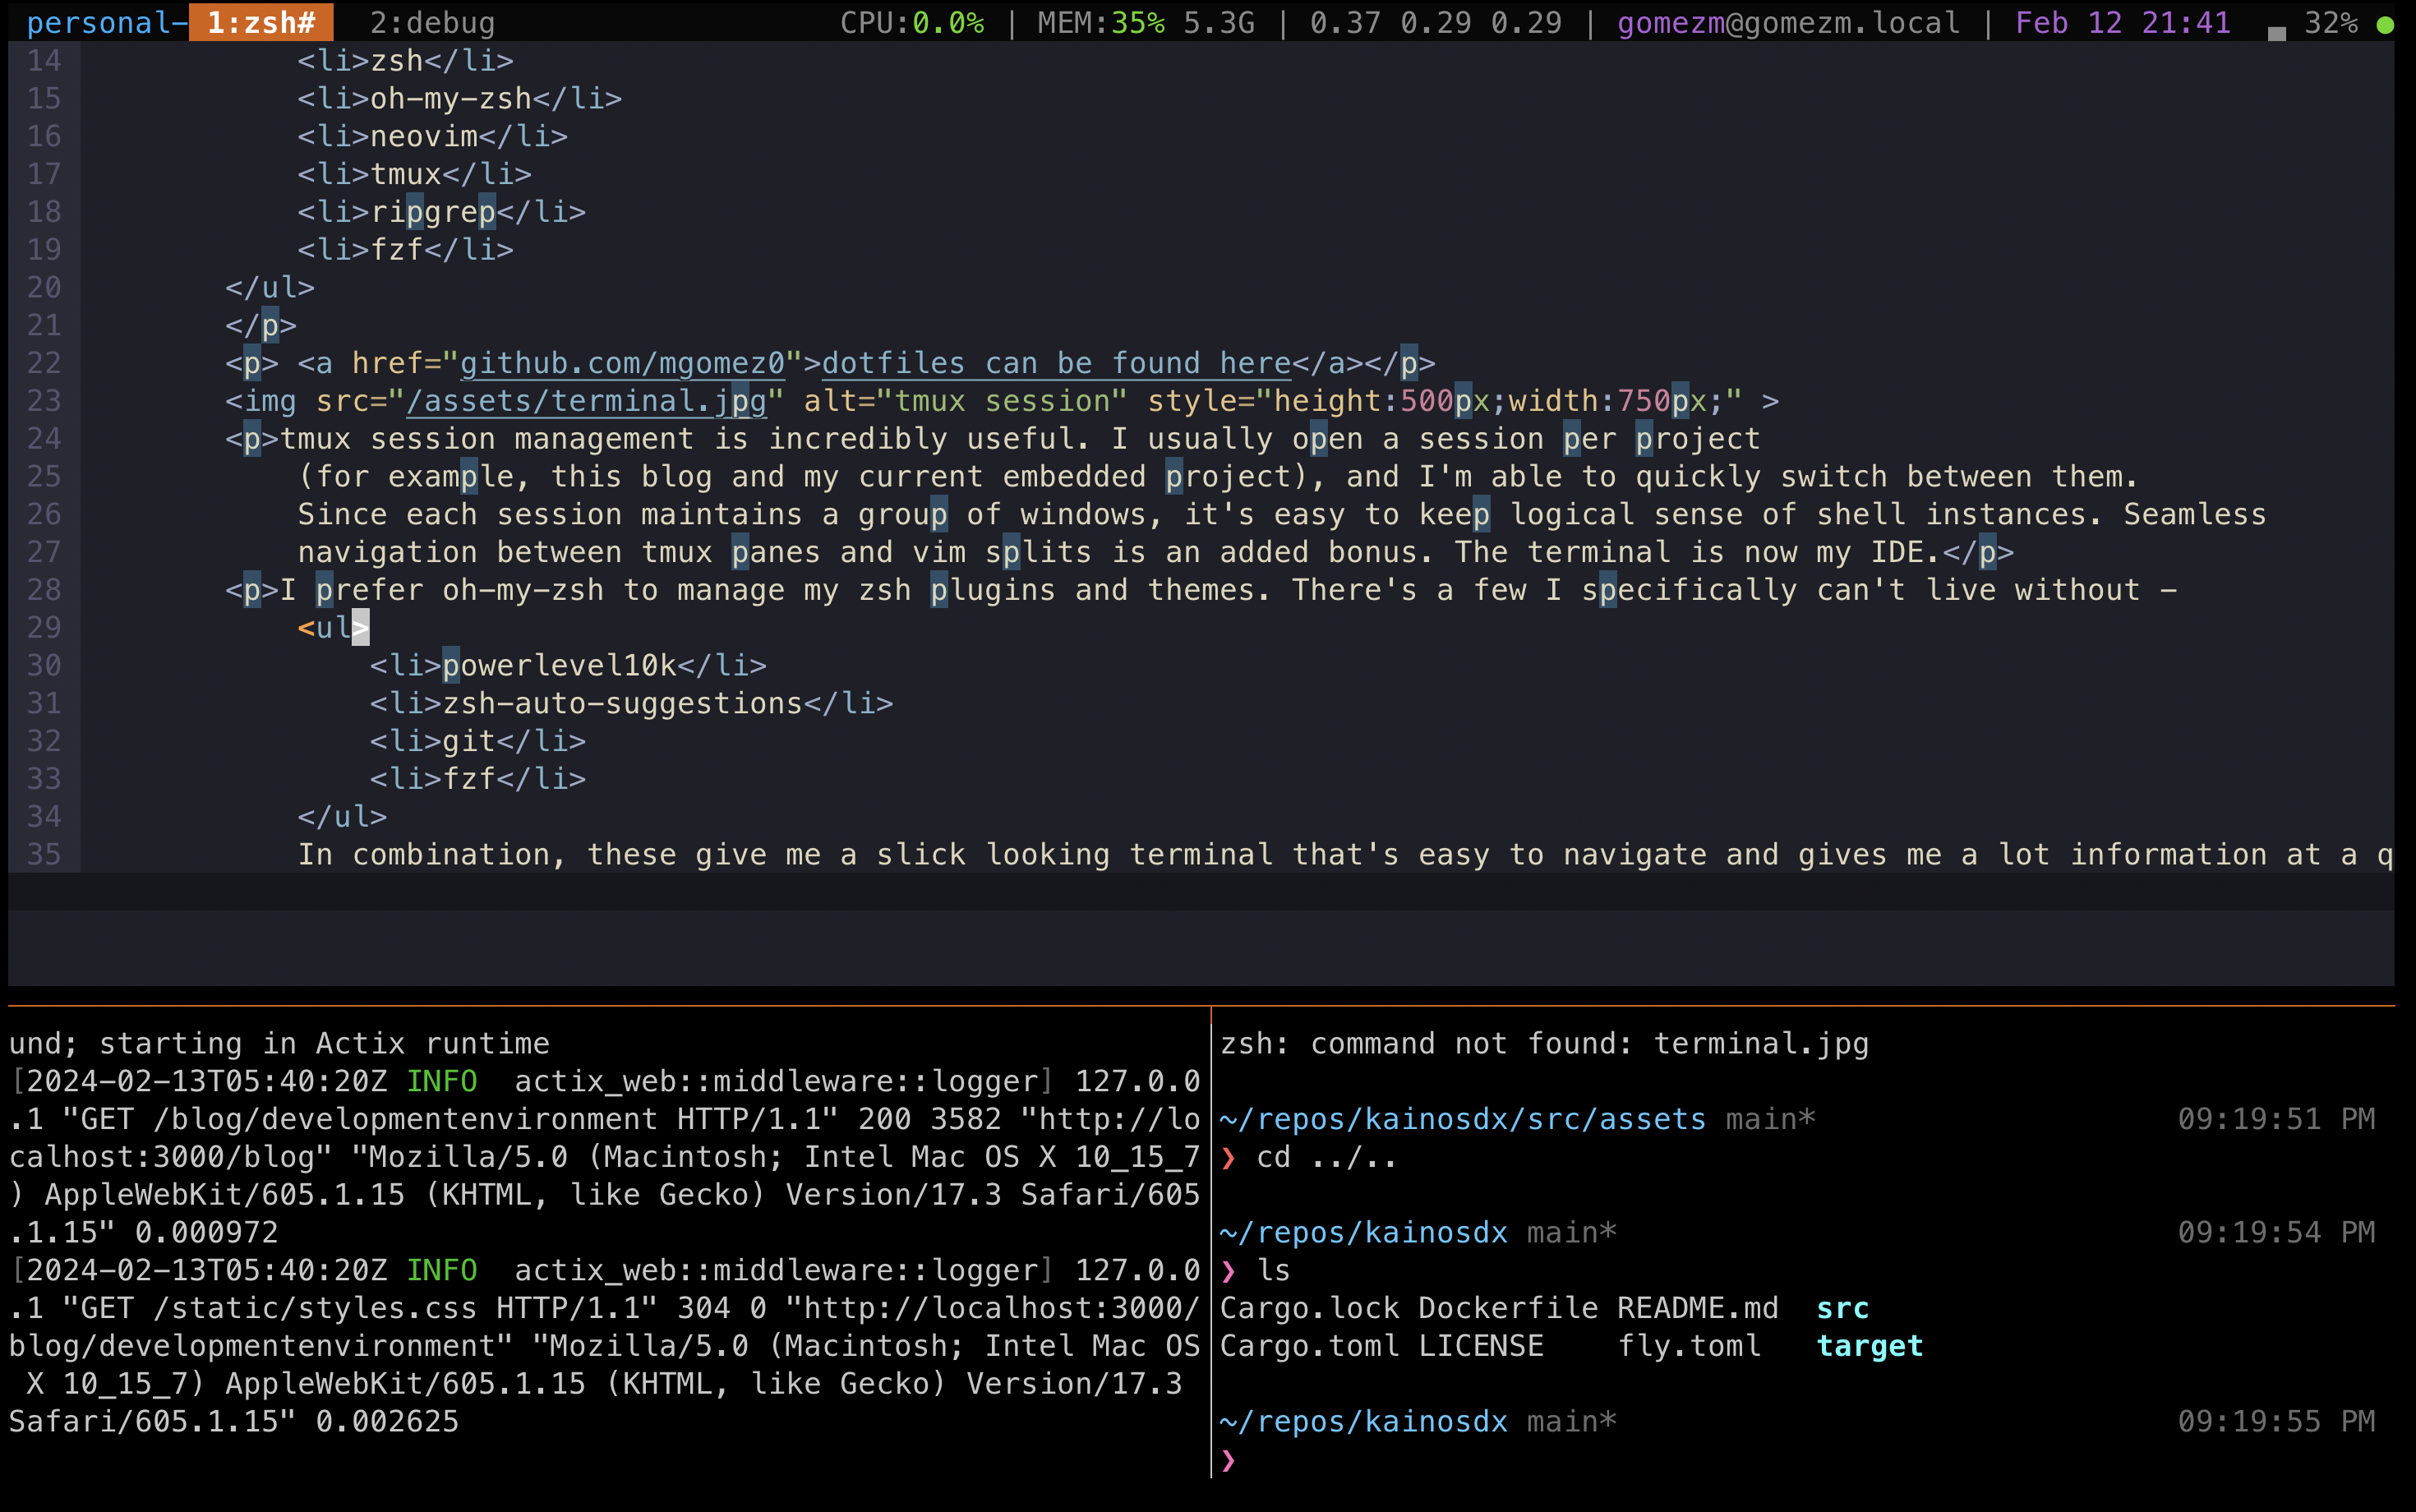 personal- 1:zsh# 2:debug CPU:0.0% | MEM:35% 5.3G | 0.37 0.29 0.29 | gomezm@gomezm.local | Feb 12 21:41 ▄ 32% ●
14 <li>zsh</li>
15 <li>oh-my-zsh</li>
16 <li>neovim</li>
17 <li>tmux</li>
18 <li>ripgrep</li>
19 <li>fzf</li>
20 </ul>
21 </p>
22 <p> <a href="github.com/mgomez0">dotfiles can be found here</a></p>
23 <img src="/assets/terminal.jpg" alt="tmux session" style="height:500px;width:750px;" >
24 <p>tmux session management is incredibly useful. I usually open a session per project
25 (for example, this blog and my current embedded project), and I'm able to quickly switch between them.
26 Since each session maintains a group of windows, it's easy to keep logical sense of shell instances. Seamless
27 navigation between tmux panes and vim splits is an added bonus. The terminal is now my IDE.</p>
28 <p>I prefer oh-my-zsh to manage my zsh plugins and themes. There's a few I specifically can't live without -
29 <ul>
30 <li>powerlevel10k</li>
31 <li>zsh-auto-suggestions</li>
32 <li>git</li>
33 <li>fzf</li>
34 </ul>
35 In combination, these give me a slick looking terminal that's easy to navigate and gives me a lot information at a q
und; starting in Actix runtime
[2024-02-13T05:40:20Z INFO  actix_web::middleware::logger] 127.0.0
.1 "GET /blog/developmentenvironment HTTP/1.1" 200 3582 "http://lo
calhost:3000/blog" "Mozilla/5.0 (Macintosh; Intel Mac OS X 10_15_7
) AppleWebKit/605.1.15 (KHTML, like Gecko) Version/17.3 Safari/605
.1.15" 0.000972
[2024-02-13T05:40:20Z INFO  actix_web::middleware::logger] 127.0.0
.1 "GET /static/styles.css HTTP/1.1" 304 0 "http://localhost:3000/
blog/developmentenvironment" "Mozilla/5.0 (Macintosh; Intel Mac OS
X 10_15_7) AppleWebKit/605.1.15 (KHTML, like Gecko) Version/17.3
Safari/605.1.15" 0.002625
zsh: command not found: terminal.jpg
~/repos/kainosdx/src/assets main* 09:19:51 PM
❯ cd ../..
~/repos/kainosdx main* 09:19:54 PM
❯ ls
Cargo.lock Dockerfile README.md src
Cargo.toml LICENSE fly.toml target
~/repos/kainosdx main* 09:19:55 PM
❯